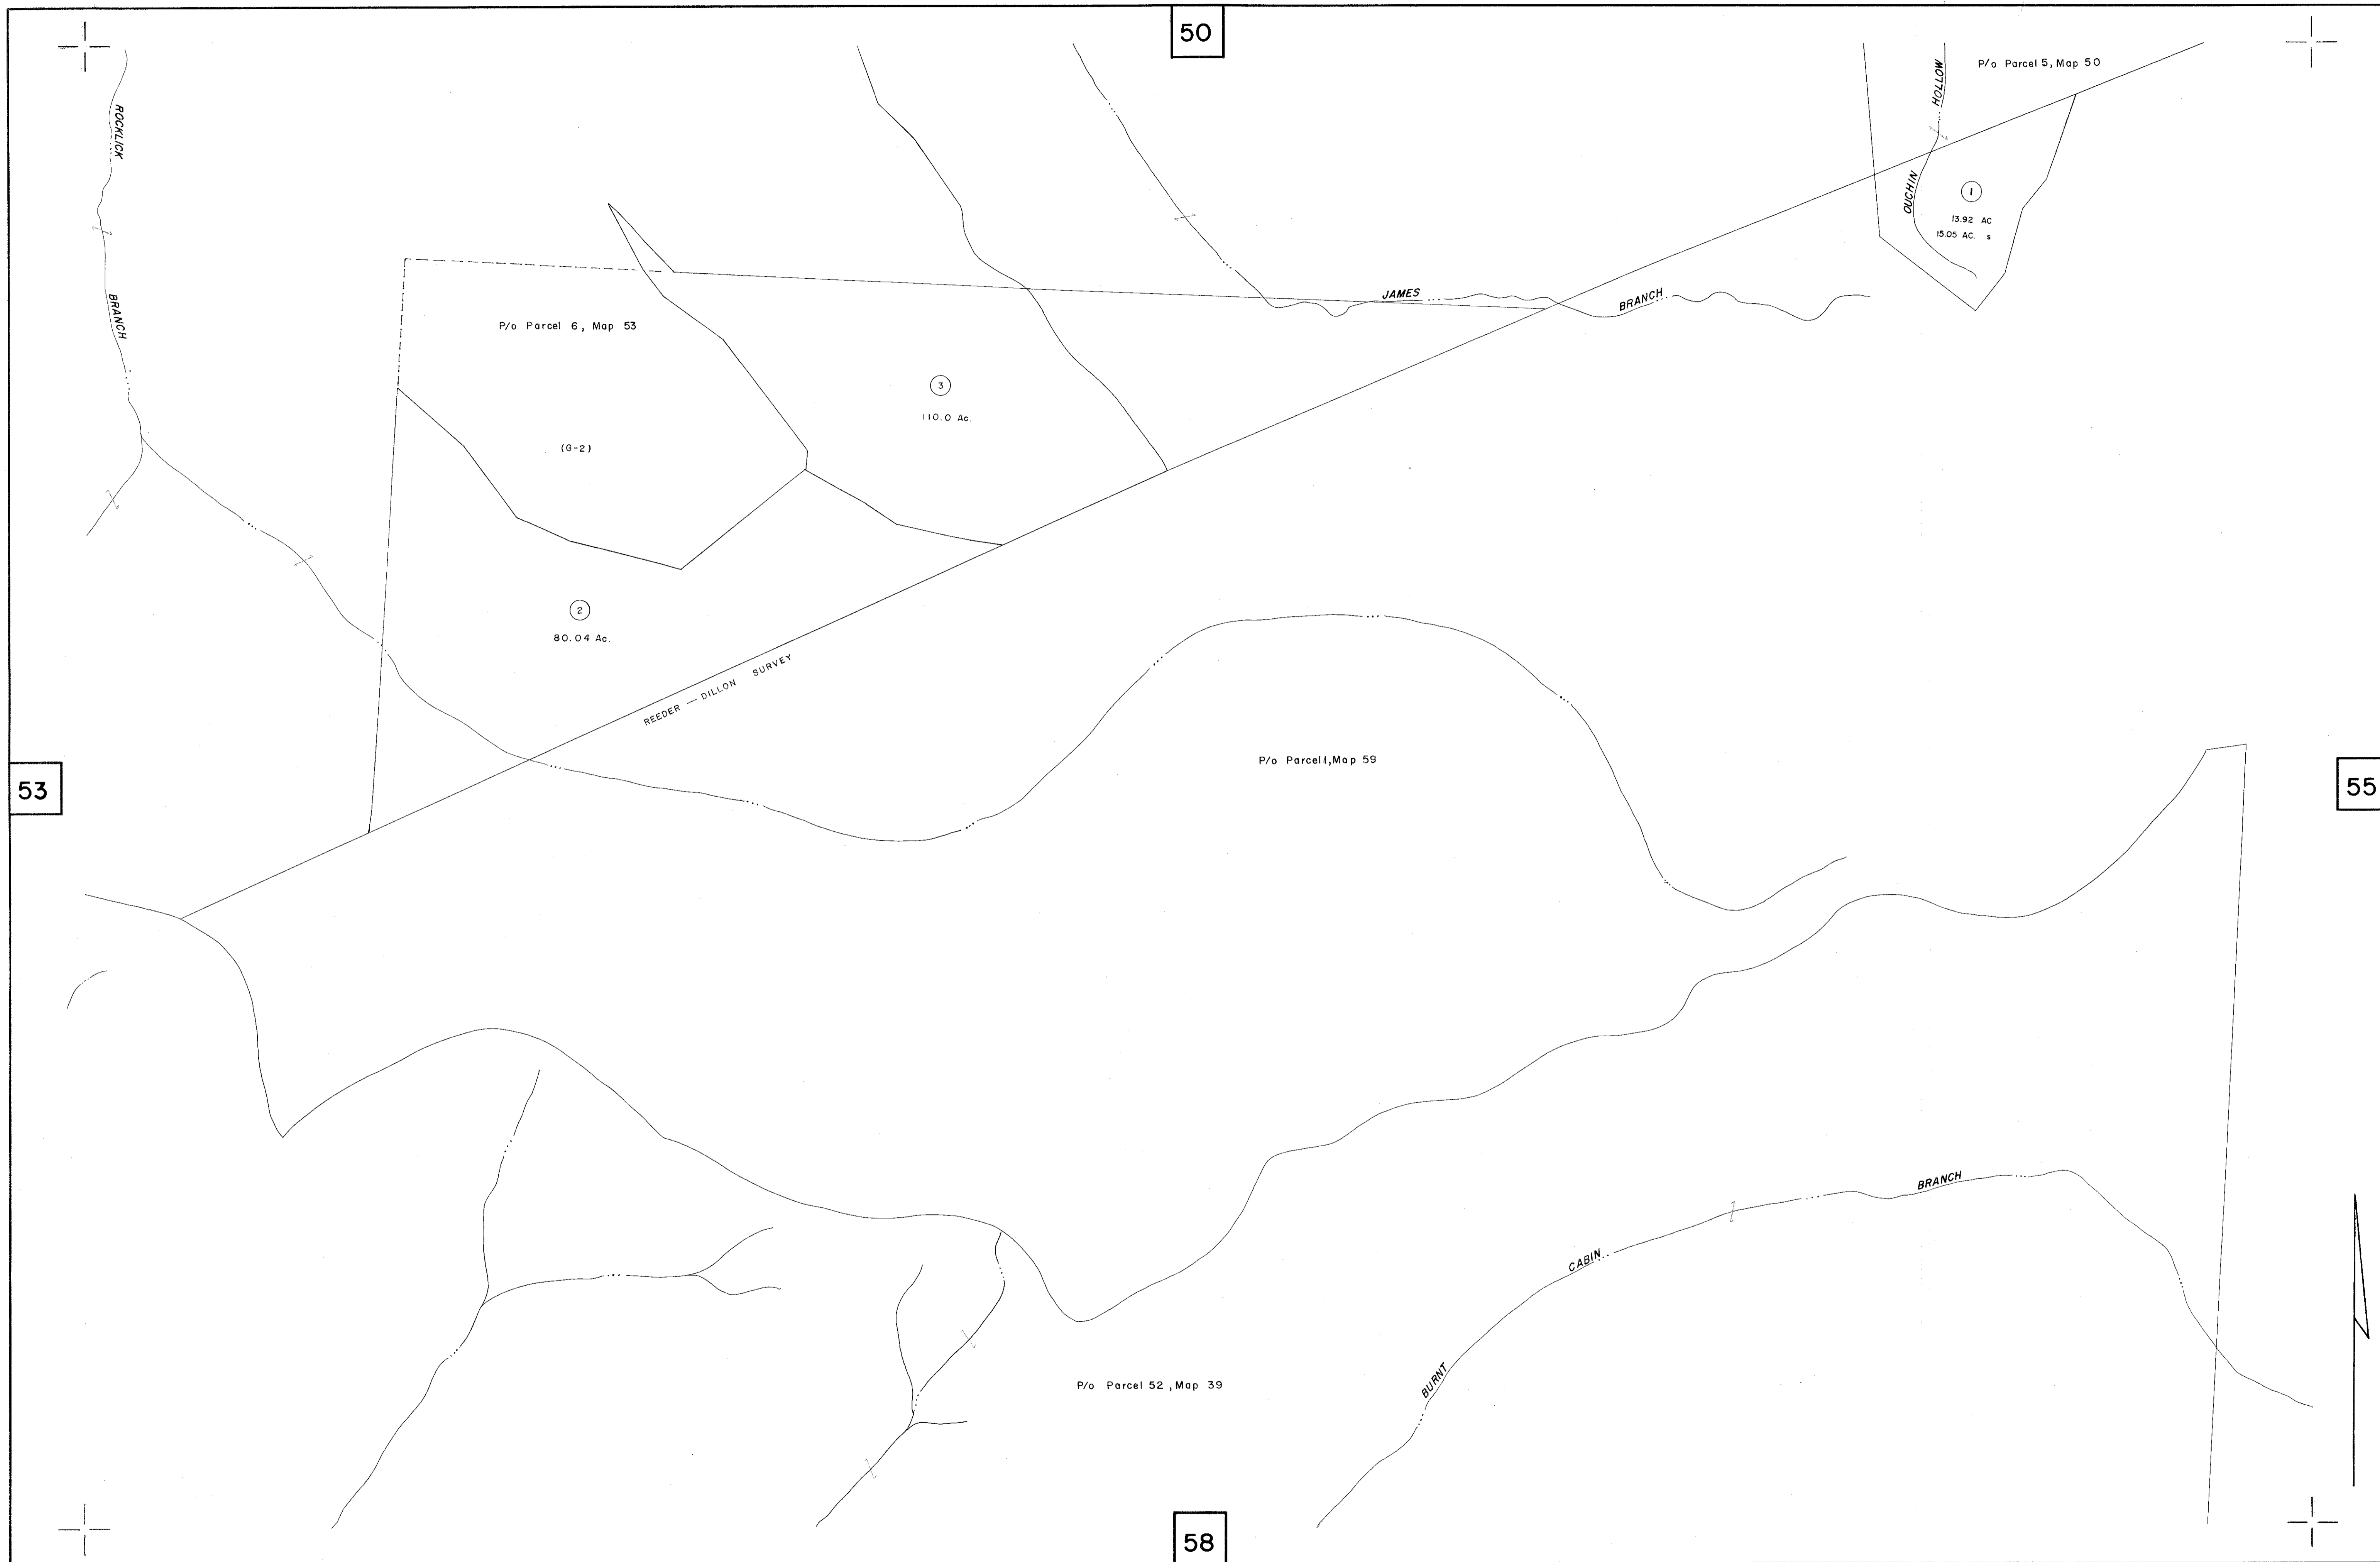 50
P/o Parcel 5, Map 50
HOLLOW
OUCHIN
1
13.92 AC
15.05 AC. s
ROCKLICK
BRANCH
JAMES
BRANCH
P/o Parcel 6, Map 53
(G-2)
3
110.0 Ac.
2
80.04 Ac.
REEDER — DILLON SURVEY
P/o Parcel 1, Map 59
53
55
BURNT
CABIN
BRANCH
P/o Parcel 52, Map 39
58